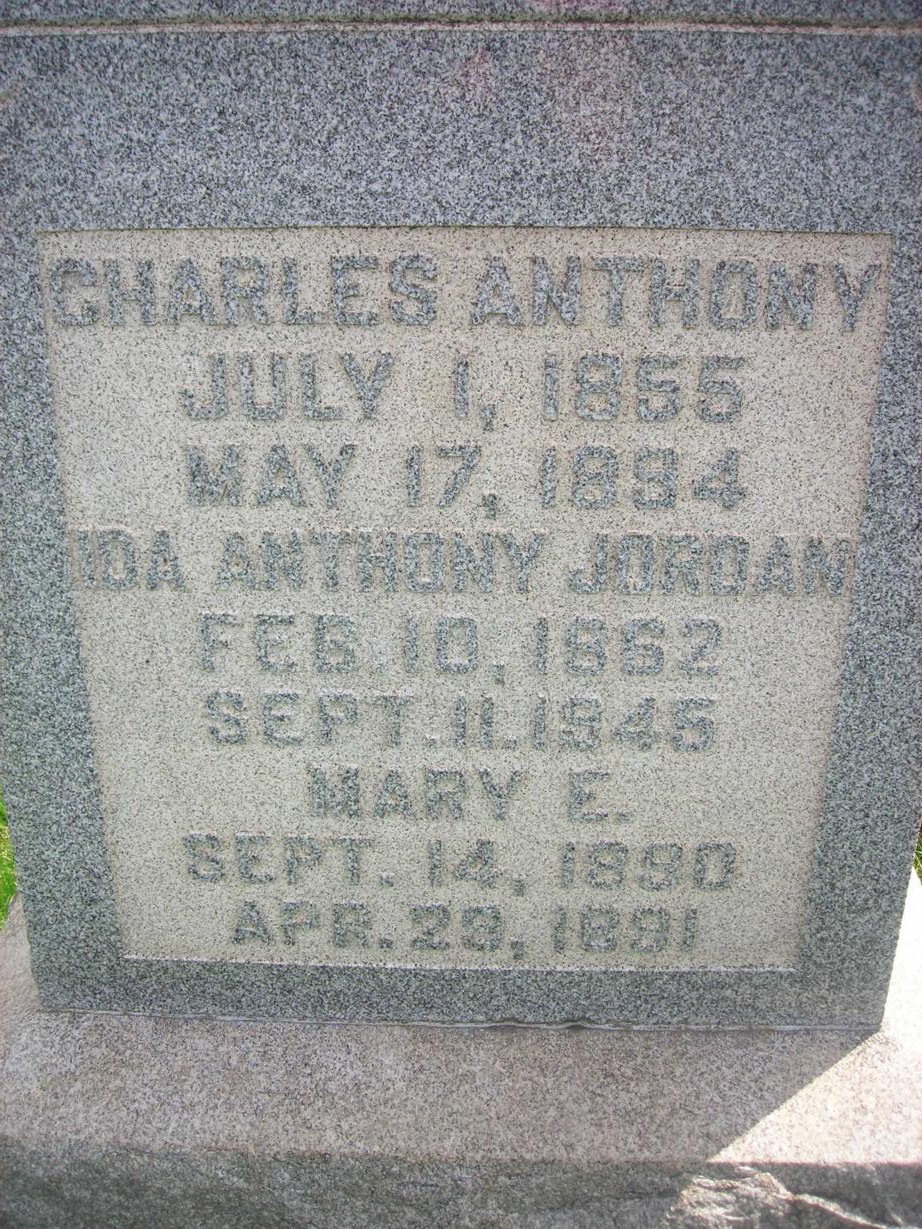 CHARLES ANTHONY
JULY 1, 1855
MAY 17, 1894
IDA ANTHONY JORDAN
FEB. 10, 1862
SEPT. 11. 1945
MARY E.
SEPT. 14, 1890
APR. 29, 1891